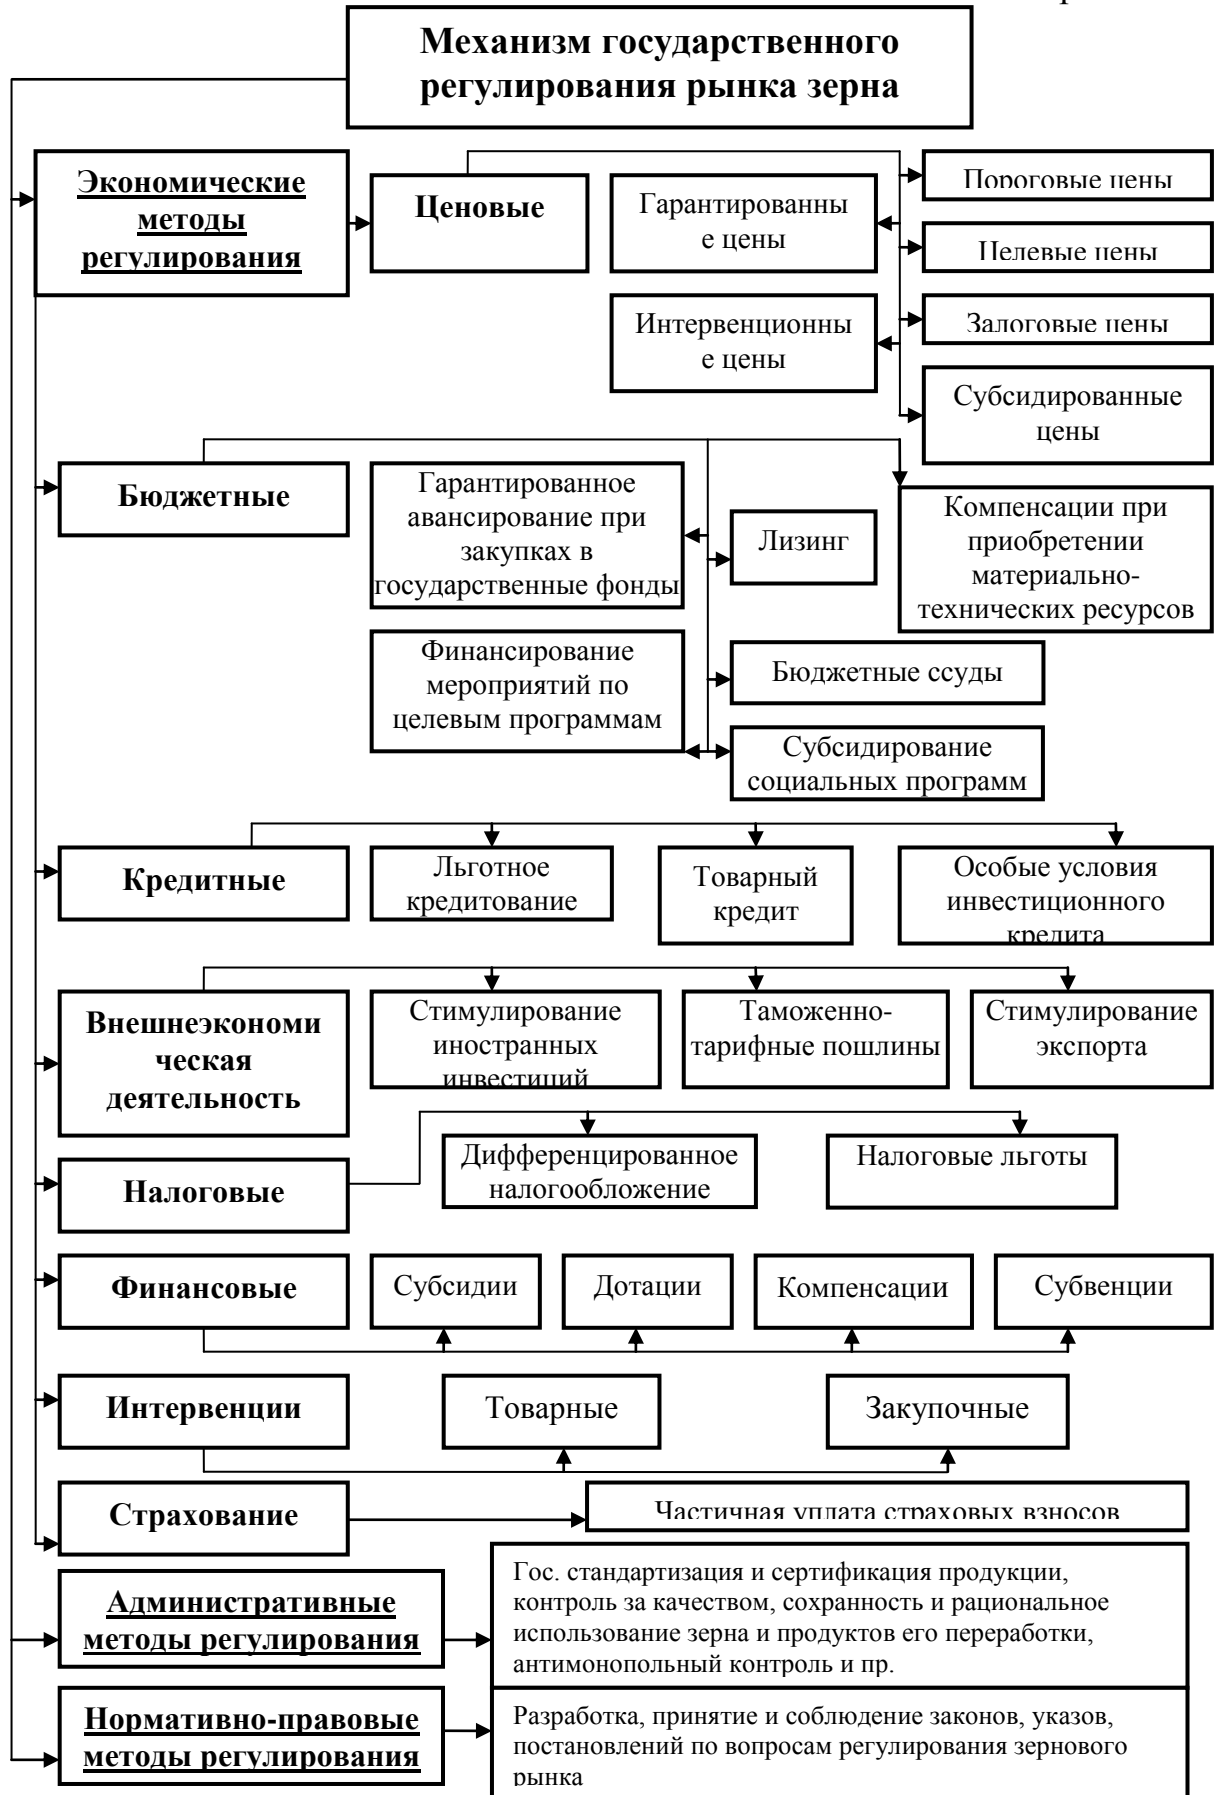 Механизм государственного
регулирования рынка зерна
Экономические
методы
регулирования
Ценовые
Гарантированны
е цены
Интервенционны
е цены
Пороговые цены
Целевые цены
Залоговые цены
Субсидированные
цены
Бюджетные
Гарантированное
авансирование при
закупках в
государственные фонды
Лизинг
Компенсации при
приобретении
материально-
технических ресурсов
Финансирование
мероприятий по
целевым программам
Бюджетные ссуды
Субсидирование
социальных программ
Кредитные
Льготное
кредитование
Товарный
кредит
Особые условия
инвестиционного
кредита
Внешнеэкономи
ческая
деятельность
Стимулирование
иностранных
инвестиций
Таможенно-
тарифные пошлины
Стимулирование
экспорта
Налоговые
Дифференцированное
налогообложение
Налоговые льготы
Финансовые
Субсидии
Дотации
Компенсации
Субвенции
Интервенции
Товарные
Закупочные
Страхование
Частичная уплата страховых взносов
Административные
методы регулирования
Гос. стандартизация и сертификация продукции,
контроль за качеством, сохранность и рациональное
использование зерна и продуктов его переработки,
антимонопольный контроль и пр.
Нормативно-правовые
методы регулирования
Разработка, принятие и соблюдение законов, указов,
постановлений по вопросам регулирования зернового
рынка